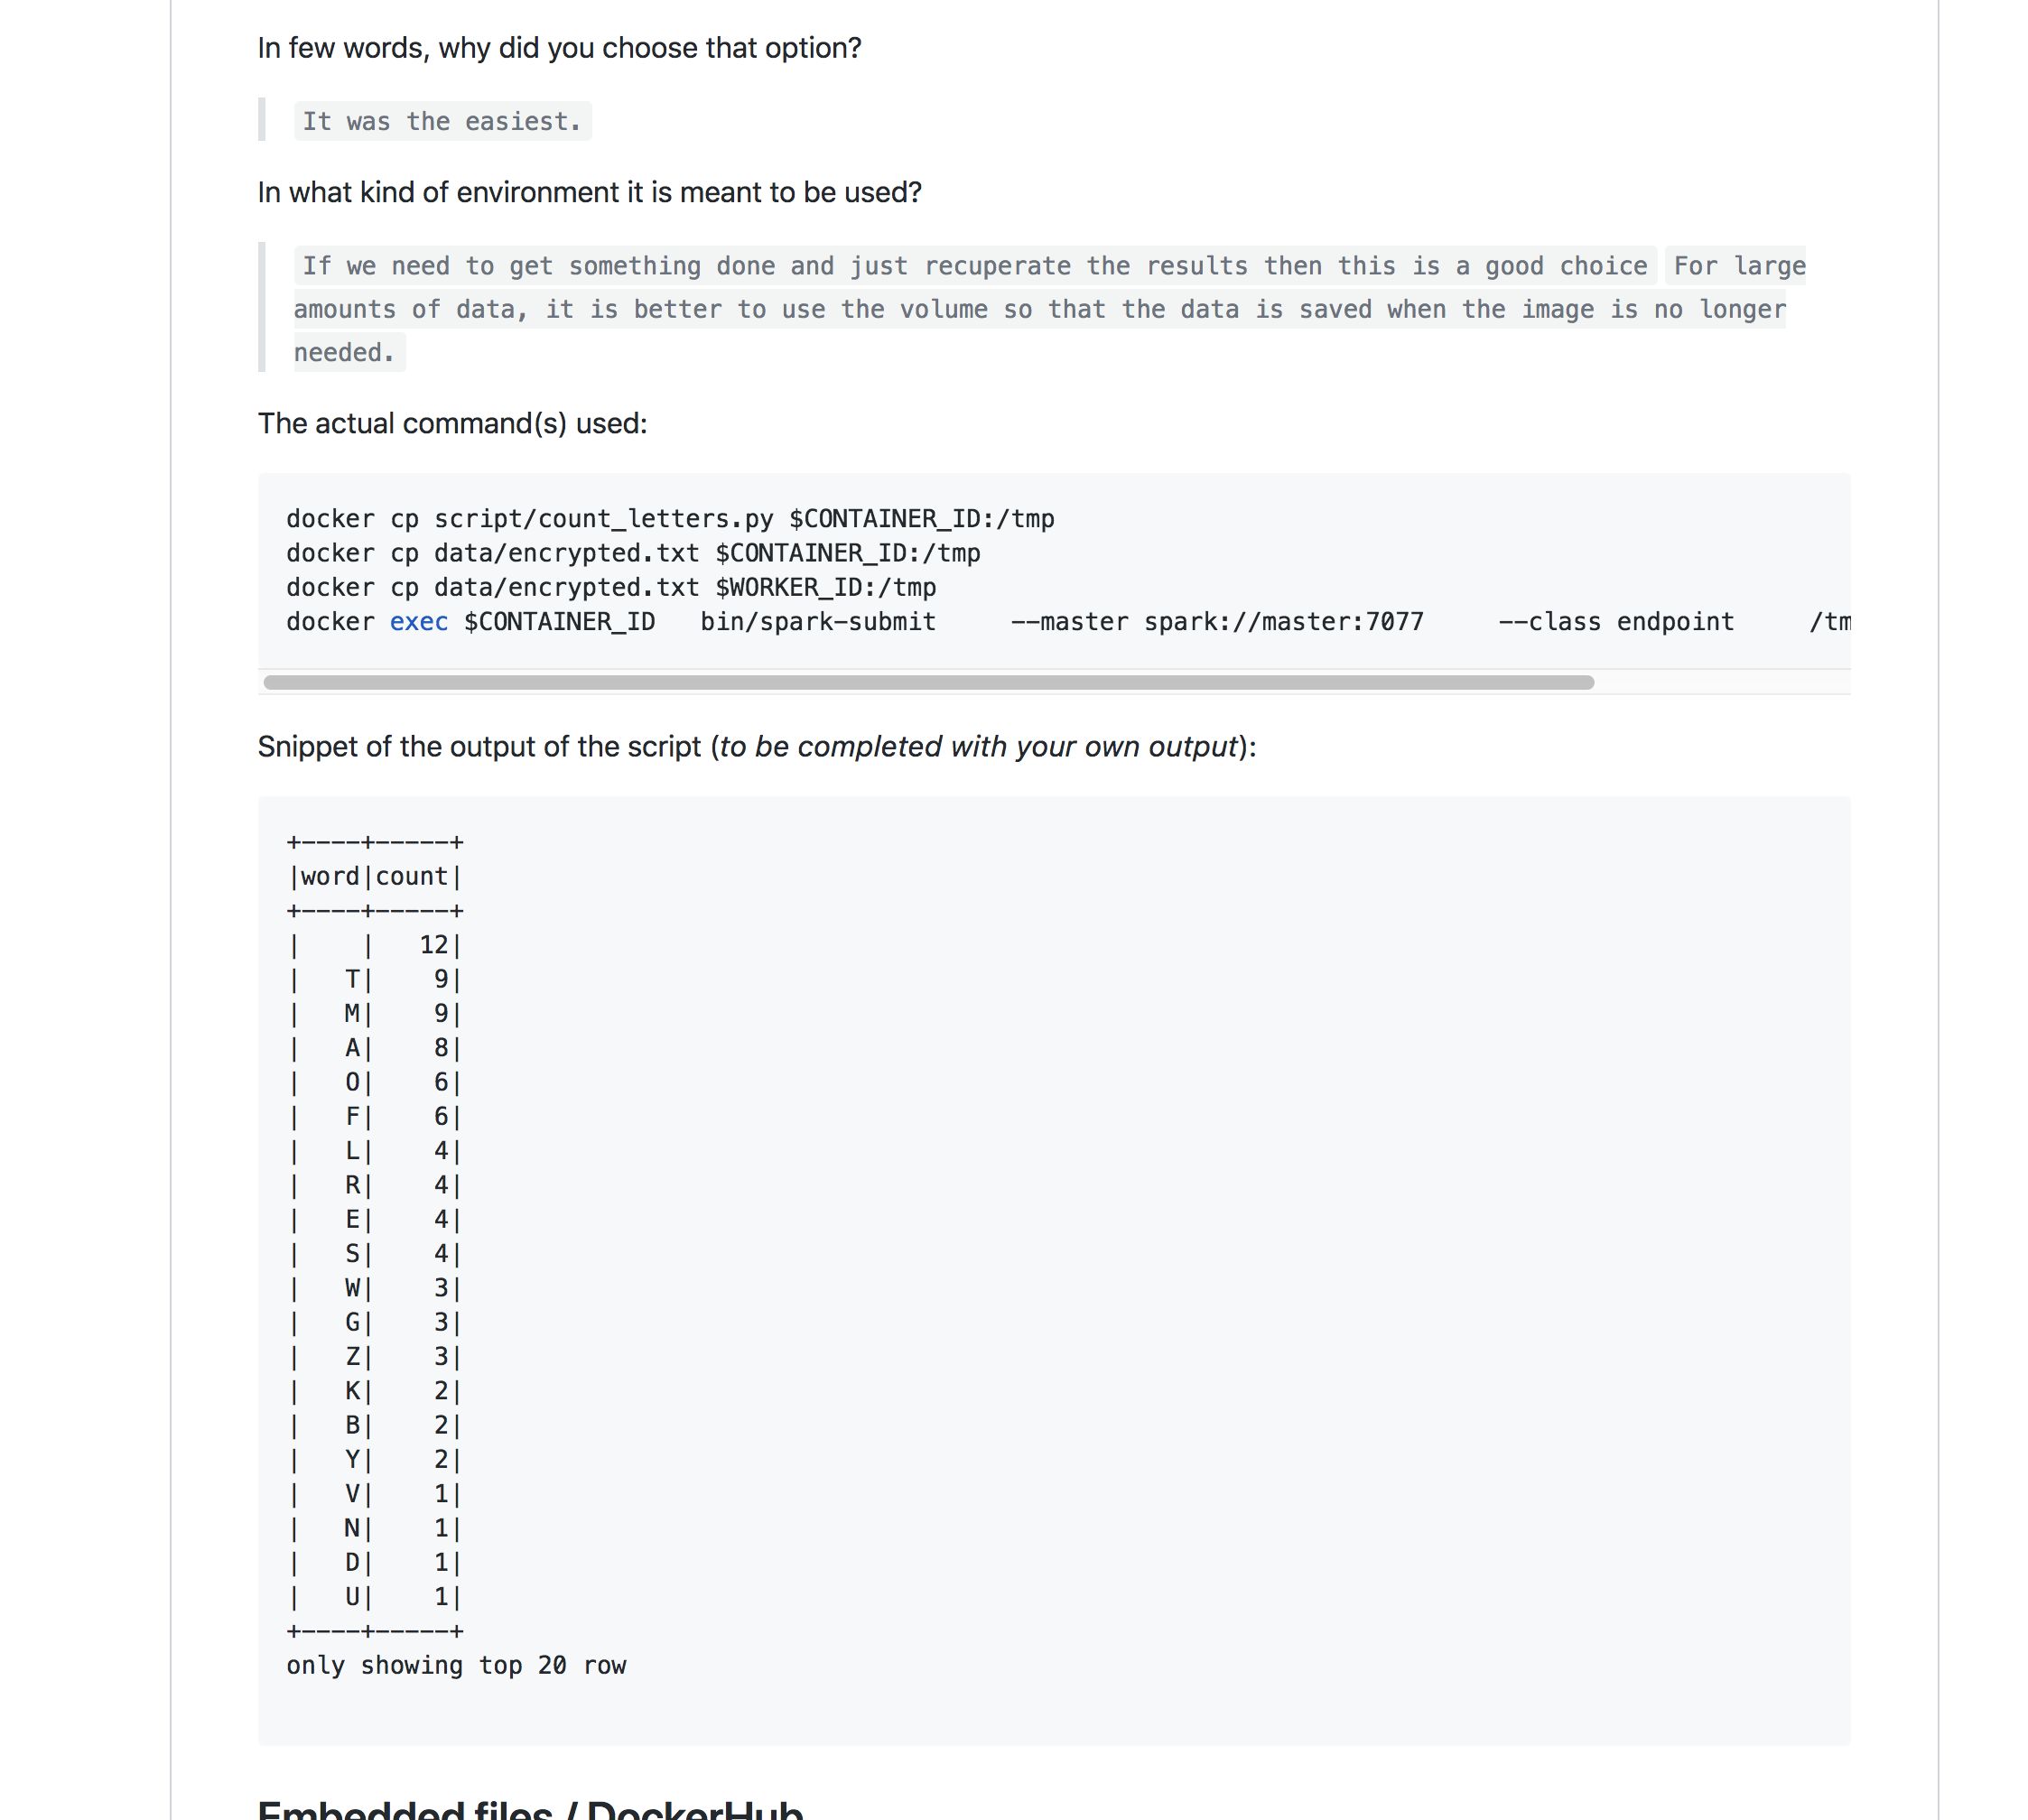 In few words, why did you choose that option?
It was the easiest.
In what kind of environment it is meant to be used?
If we need to get something done and just recuperate the results then this is a good choice For large
amounts of data, it is better to use the volume so that the data is saved when the image is no longer
needed.
The actual command(s) used:
docker cp script/count_letters.py $CONTAINER_ID:/tmp
docker cp data/encrypted.txt $CONTAINER_ID:/tmp
docker cp data/encrypted.txt $WORKER_ID:/tmp
docker exec $CONTAINER_ID   bin/spark-submit     --master spark://master:7077     --class endpoint     /tm
Snippet of the output of the script (to be completed with your own output):
+----+-----+
|word|count|
+----+-----+
|    |   12|
|   T|    9|
|   M|    9|
|   A|    8|
|   O|    6|
|   F|    6|
|   L|    4|
|   R|    4|
|   E|    4|
|   S|    4|
|   W|    3|
|   G|    3|
|   Z|    3|
|   K|    2|
|   B|    2|
|   Y|    2|
|   V|    1|
|   N|    1|
|   D|    1|
|   U|    1|
+----+-----+
only showing top 20 row
Embedded files / DockerHub